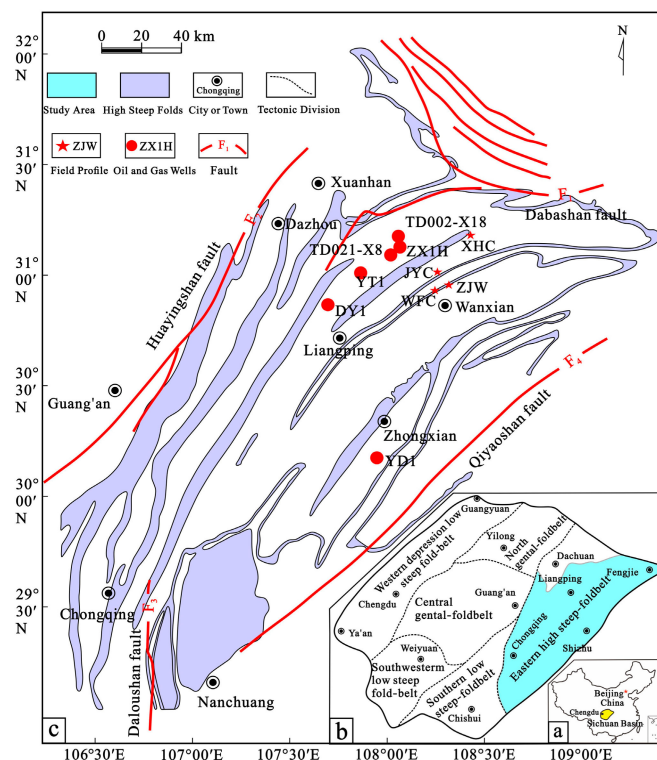 32°
00′
N
0 20 40 km
N
Chongqing
Study Area
High Steep Folds
City or Town
Tectonic Division
ZJW
ZX1H
F₁
Field Profile
Oil and Gas Wells
Fault
31°
30′
N
Xuanhan
F₁
Dabashan fault
F₂
Dazhou
TD002-X18
TD021-X8
ZX1H
XHC
31°
00′
N
Huayingshan fault
YT1
JYC
ZJW
WFC
DY1
Wanxian
Liangping
30°
30′
N
Guang'an
F₄
Qiyaoshan fault
Zhongxian
YD1
30°
00′
N
29°
30′
N
Chongqing
F₃
Daloushan fault
Nanchuang
c
Guangyuan
Western depression low
steep fold-belt
Yilong
North
gental-foldbelt
Dachuan
Fengjie
Liangping
Chengdu
Guang'an
Central
gental-foldbelt
Eastern high steep-foldbelt
Ya'an
Weiyuan
Chongqing
Shizhu
Southwestern
low steep
fold-belt
Southern low
steep-foldbelt
Chishui
b
Beijing
China
Chengdu
Sichuan Basin
a
106°30′E
107°00′E
107°30′E
108°00′E
108°30′E
109°00′E